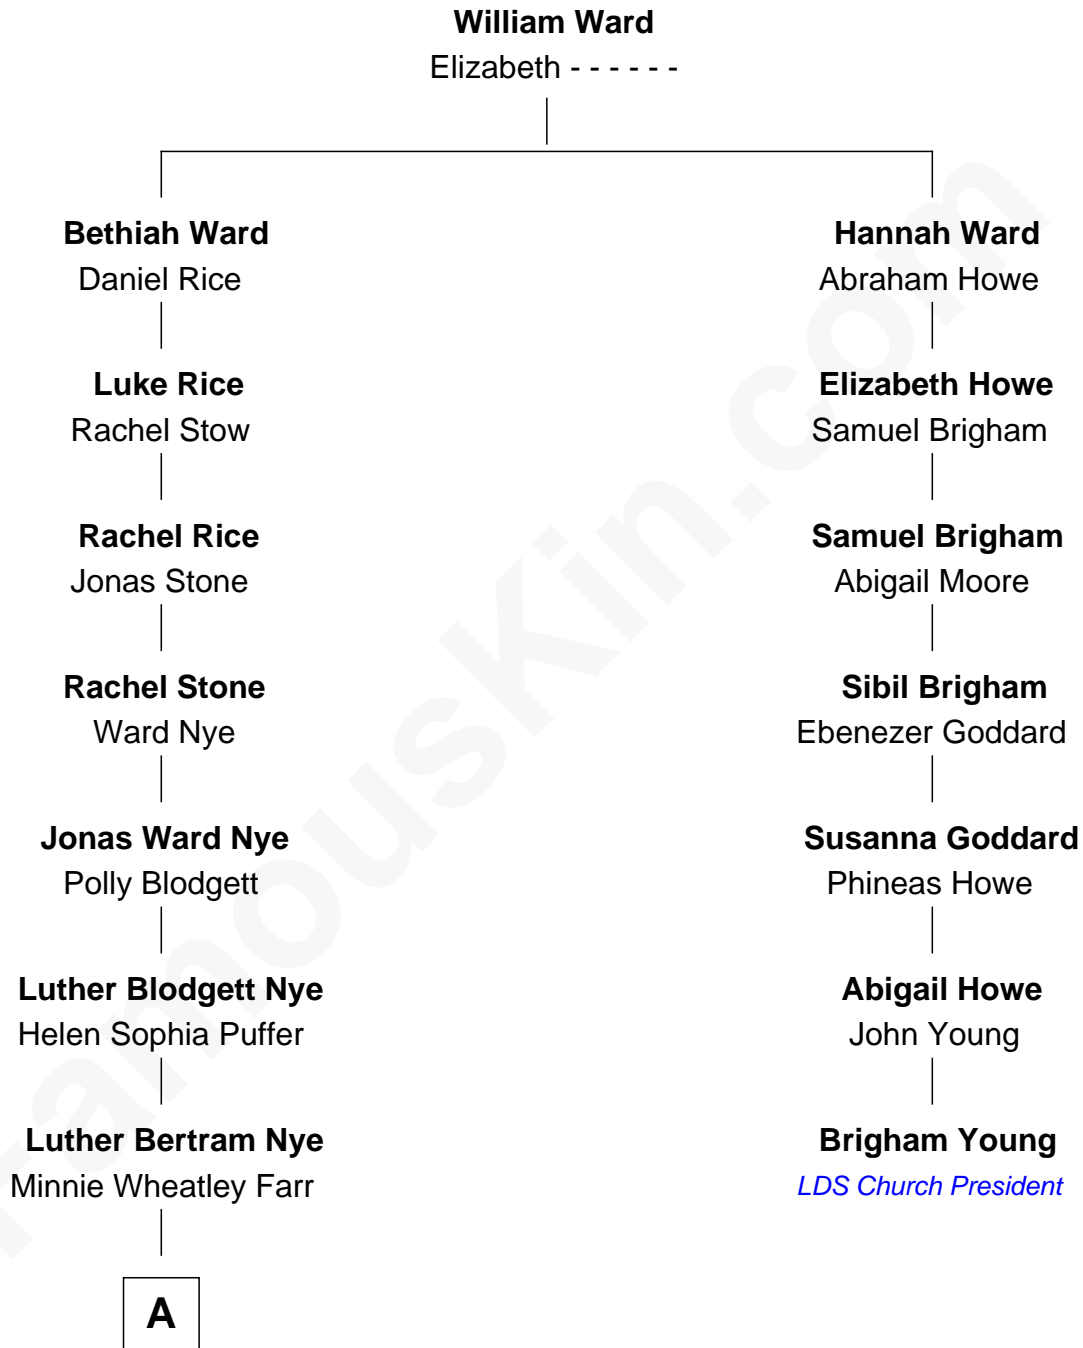 William Ward
Elizabeth - - - - - -
Bethiah Ward
Daniel Rice
Luke Rice
Rachel Stow
Rachel Rice
Jonas Stone
Rachel Stone
Ward Nye
Jonas Ward Nye
Polly Blodgett
Luther Blodgett Nye
Helen Sophia Puffer
Luther Bertram Nye
Minnie Wheatley Farr
A
Hannah Ward
Abraham Howe
Elizabeth Howe
Samuel Brigham
Samuel Brigham
Abigail Moore
Sibil Brigham
Ebenezer Goddard
Susanna Goddard
Phineas Howe
Abigail Howe
John Young
Brigham Young
LDS Church President
FamousKin.com